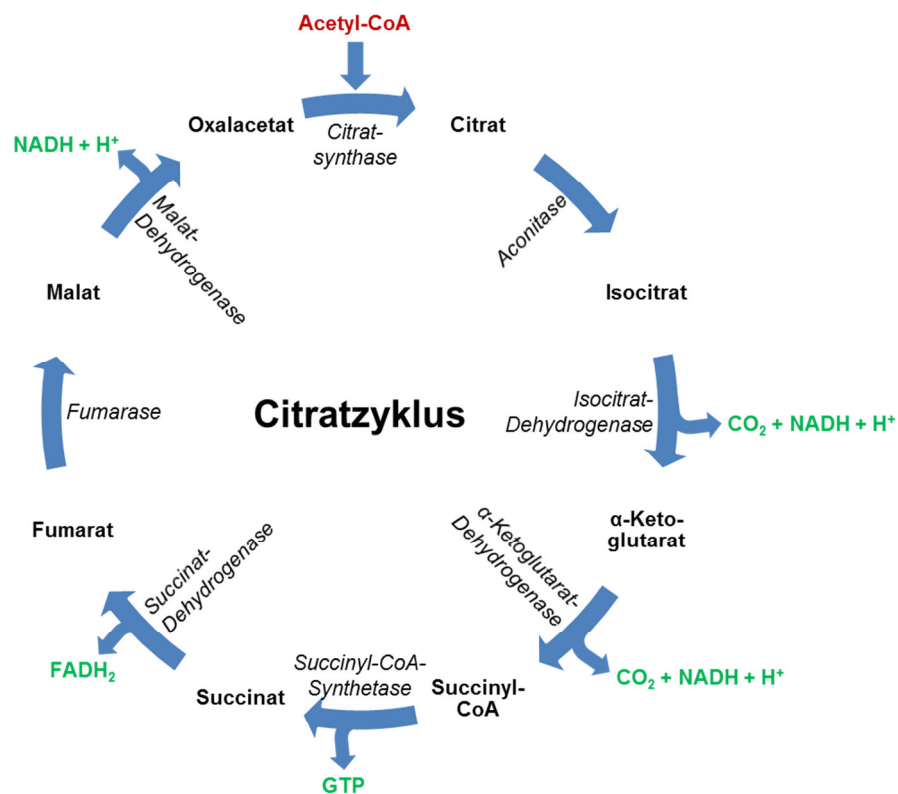 Acetyl-CoA
Oxalacetat
Citrat-
synthase
Citrat
NADH + H⁺
Malat-
Dehydrogenase
Aconitase
Malat
Isocitrat
Fumarase
Citratzyklus
Isocitrat-
Dehydrogenase
CO₂ + NADH + H⁺
Fumarat
Succinat-
Dehydrogenase
α-Ketoglutarat-
Dehydrogenase
α-Keto-
glutarat
FADH₂
Succinat
Succinyl-CoA-
Synthetase
Succinyl-
CoA
CO₂ + NADH + H⁺
GTP